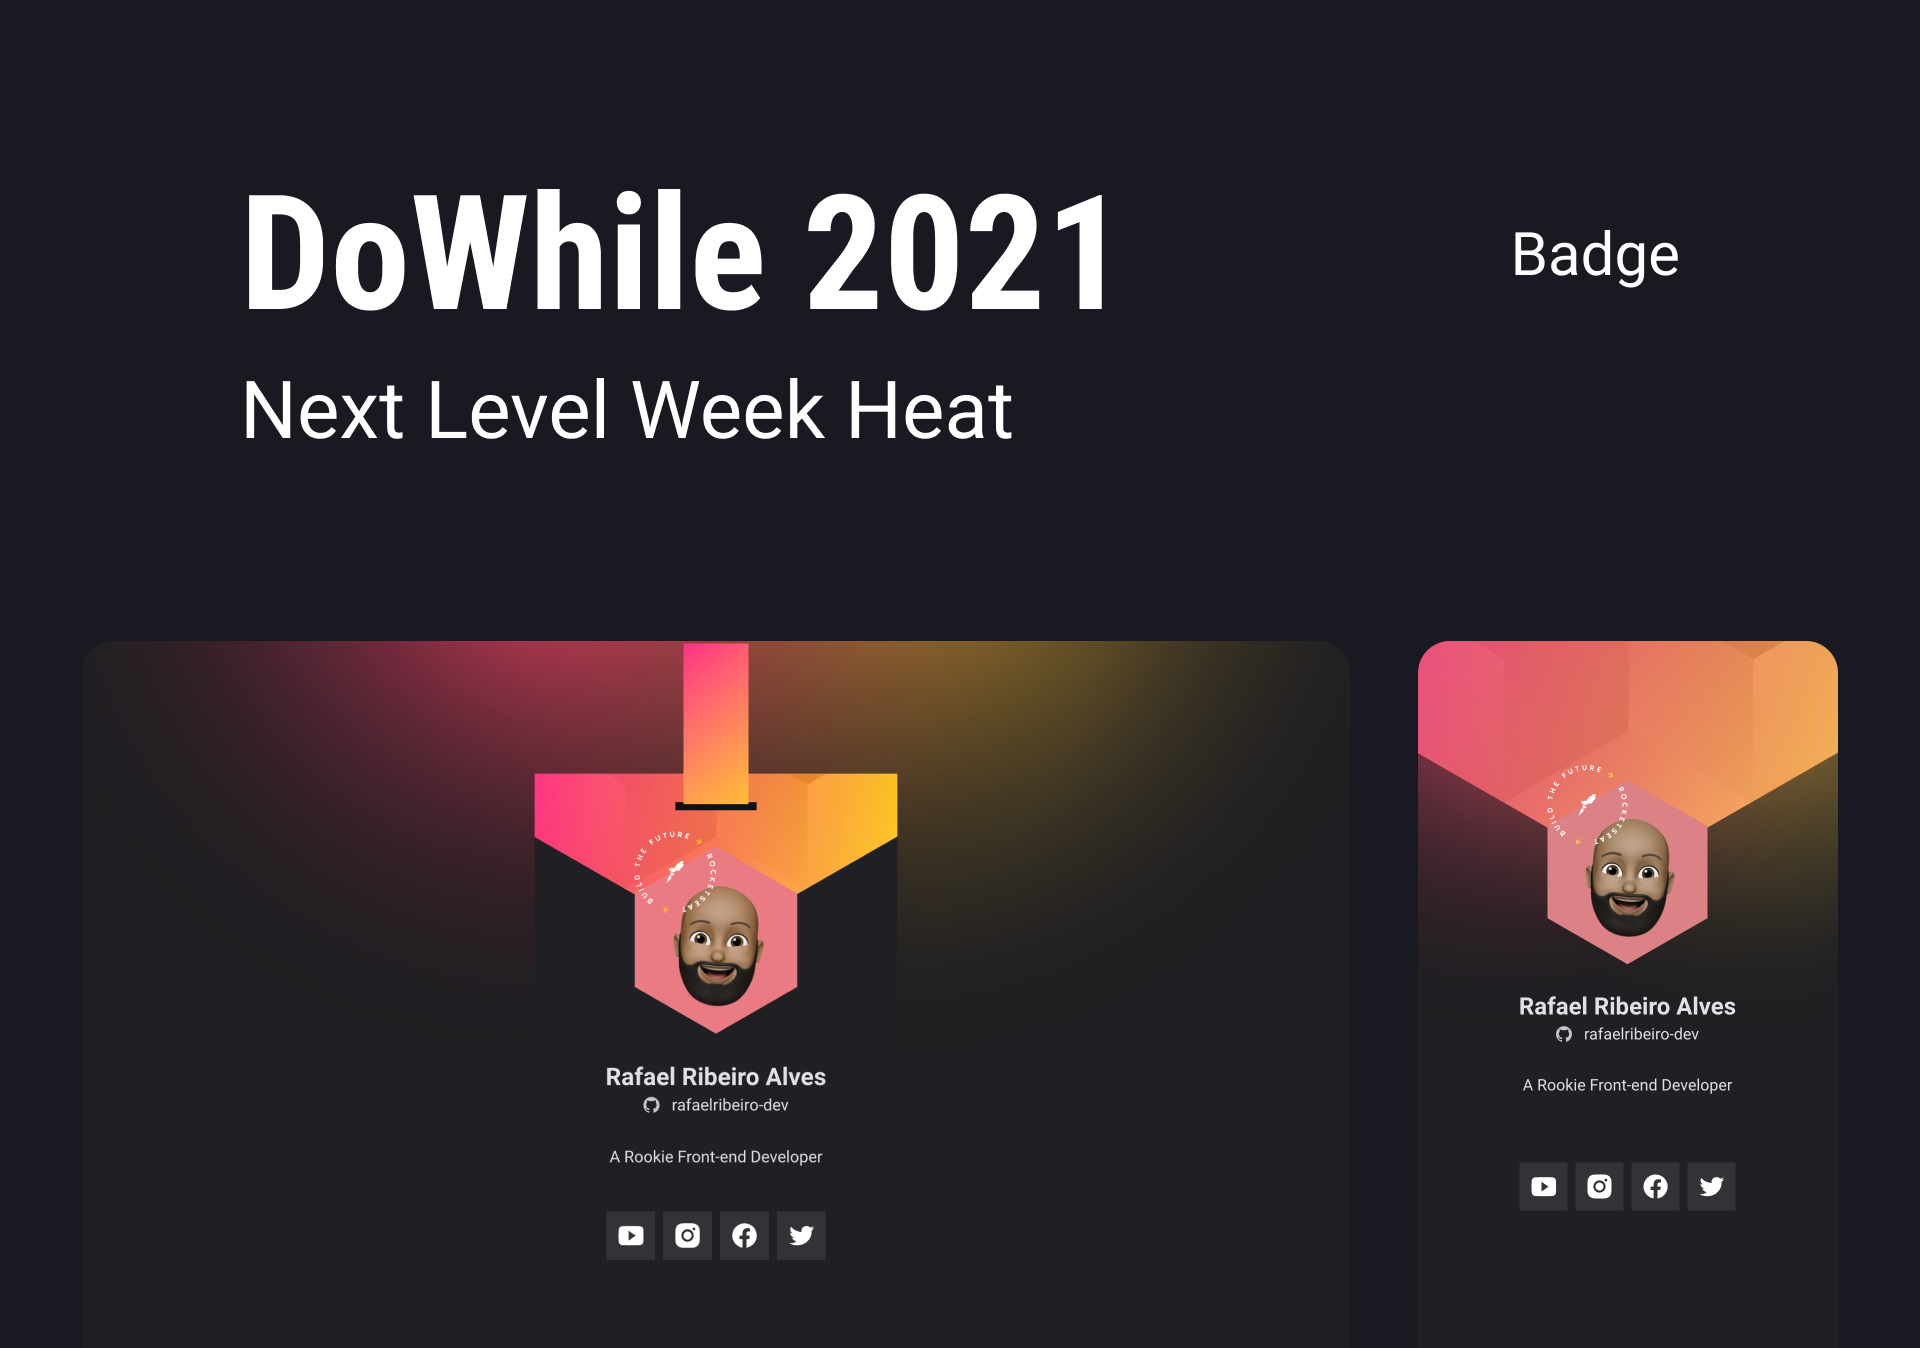 DoWhile 2021
Badge
Next Level Week Heat
BUILD THE FUTURE → ROCKETSEAT →
Rafael Ribeiro Alves
rafaelribeiro-dev
A Rookie Front-end Developer
BUILD THE FUTURE → ROCKETSEAT →
Rafael Ribeiro Alves
rafaelribeiro-dev
A Rookie Front-end Developer